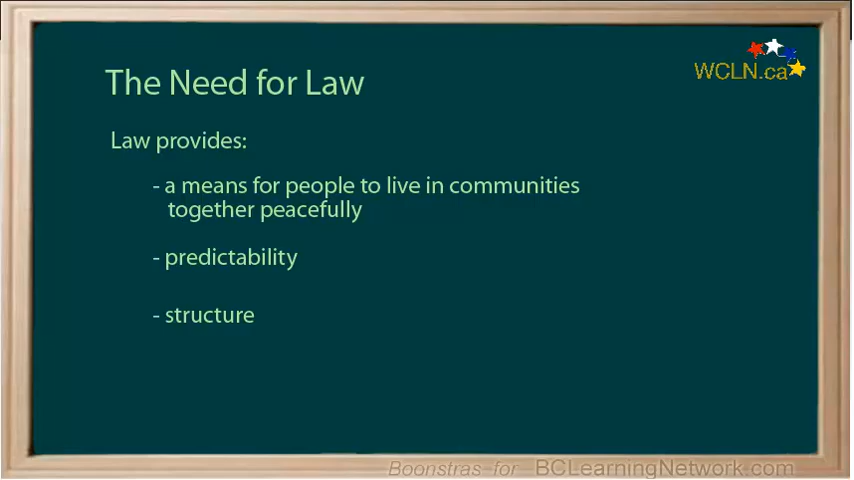 The Need for Law
WCLN.ca
Law provides:
- a means for people to live in communities
together peacefully
- predictability
- structure
Boonstras for BCLearningNetwork.com